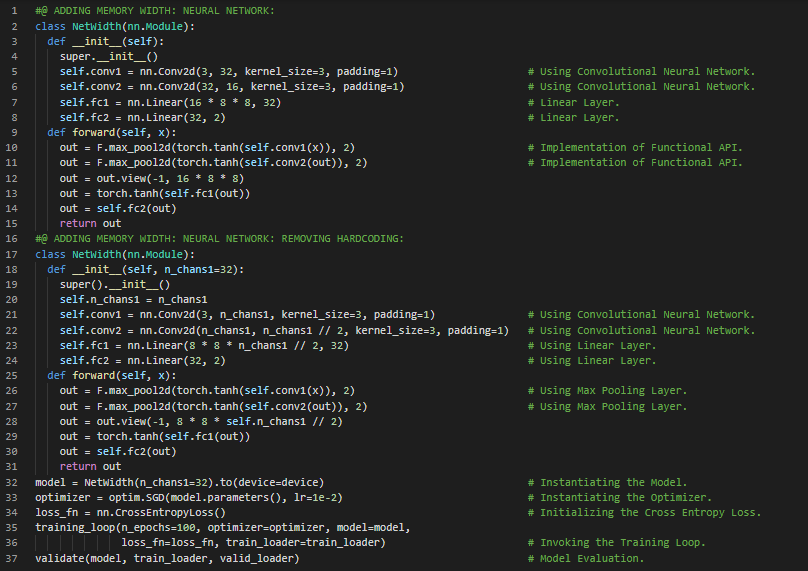 1 #@ ADDING MEMORY WIDTH: NEURAL NETWORK:
2 class NetWidth(nn.Module):
3 def __init__(self):
4 super.__init__()
5 self.conv1 = nn.Conv2d(3, 32, kernel_size=3, padding=1) # Using Convolutional Neural Network.
6 self.conv2 = nn.Conv2d(32, 16, kernel_size=3, padding=1) # Using Convolutional Neural Network.
7 self.fc1 = nn.Linear(16 * 8 * 8, 32) # Linear Layer.
8 self.fc2 = nn.Linear(32, 2) # Linear Layer.
9 def forward(self, x):
10 out = F.max_pool2d(torch.tanh(self.conv1(x)), 2) # Implementation of Functional API.
11 out = F.max_pool2d(torch.tanh(self.conv2(out)), 2) # Implementation of Functional API.
12 out = out.view(-1, 16 * 8 * 8)
13 out = torch.tanh(self.fc1(out))
14 out = self.fc2(out)
15 return out
16 #@ ADDING MEMORY WIDTH: NEURAL NETWORK: REMOVING HARDCODING:
17 class NetWidth(nn.Module):
18 def __init__(self, n_chans1=32):
19 super().__init__()
20 self.n_chans1 = n_chans1
21 self.conv1 = nn.Conv2d(3, n_chans1, kernel_size=3, padding=1) # Using Convolutional Neural Network.
22 self.conv2 = nn.Conv2d(n_chans1, n_chans1 // 2, kernel_size=3, padding=1) # Using Convolutional Neural Network.
23 self.fc1 = nn.Linear(8 * 8 * n_chans1 // 2, 32) # Using Linear Layer.
24 self.fc2 = nn.Linear(32, 2) # Using Linear Layer.
25 def forward(self, x):
26 out = F.max_pool2d(torch.tanh(self.conv1(x)), 2) # Using Max Pooling Layer.
27 out = F.max_pool2d(torch.tanh(self.conv2(out)), 2) # Using Max Pooling Layer.
28 out = out.view(-1, 8 * 8 * self.n_chans1 // 2)
29 out = torch.tanh(self.fc1(out))
30 out = self.fc2(out)
31 return out
32 model = NetWidth(n_chans1=32).to(device=device) # Instantiating the Model.
33 optimizer = optim.SGD(model.parameters(), lr=1e-2) # Instantiating the Optimizer.
34 loss_fn = nn.CrossEntropyLoss() # Initializing the Cross Entropy Loss.
35 training_loop(n_epochs=100, optimizer=optimizer, model=model,
36 loss_fn=loss_fn, train_loader=train_loader) # Invoking the Training Loop.
37 validate(model, train_loader, valid_loader) # Model Evaluation.